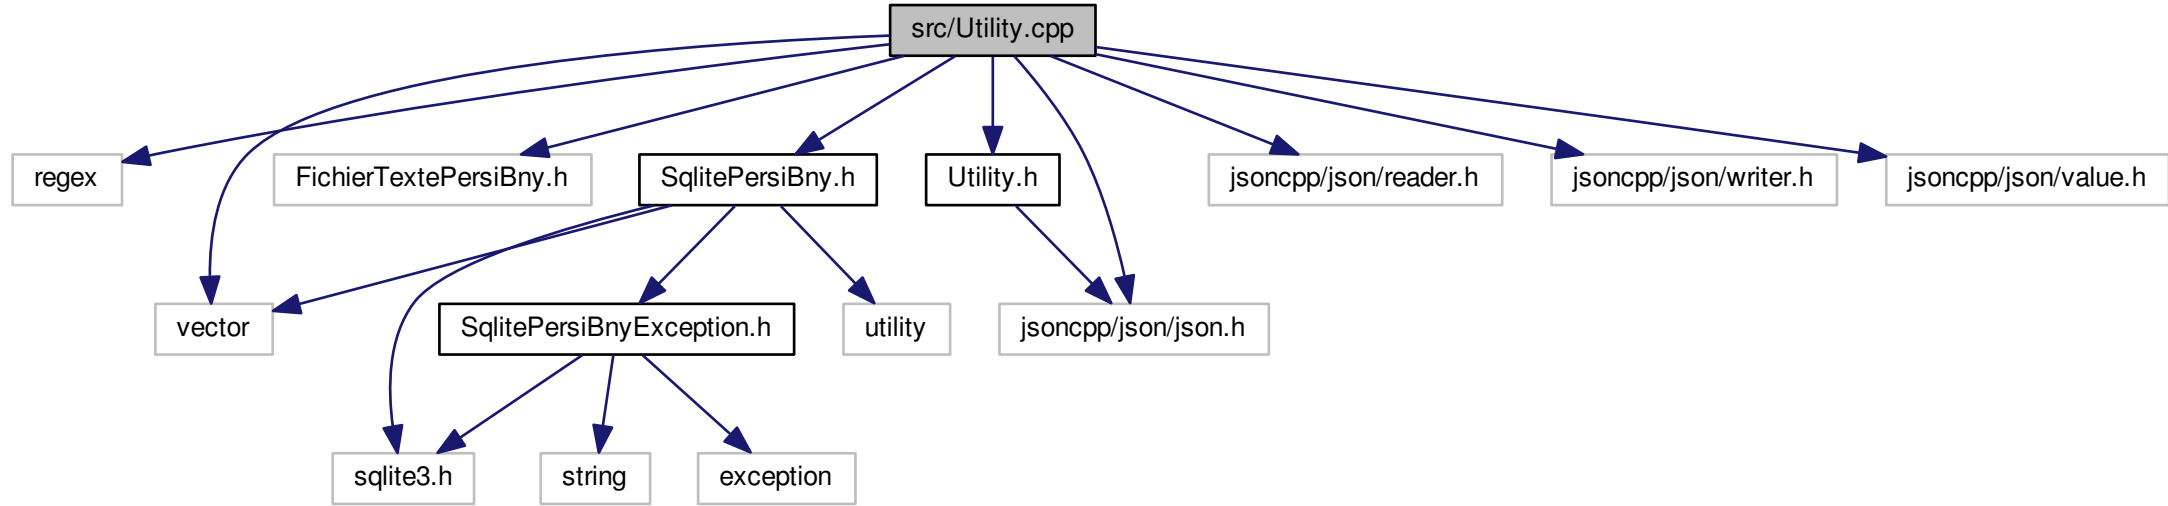 src/Utility.cpp
regex
FichierTextePersiBny.h
SqlitePersiBny.h
Utility.h
jsoncpp/json/reader.h
jsoncpp/json/writer.h
jsoncpp/json/value.h
vector
SqlitePersiBnyException.h
utility
jsoncpp/json/json.h
sqlite3.h
string
exception